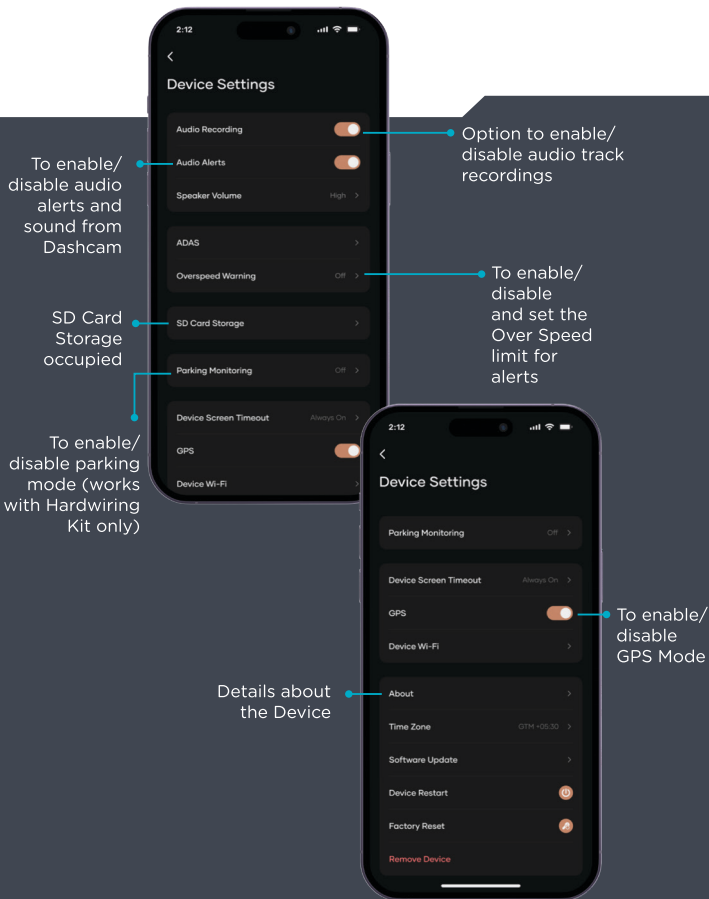 2:12
Device Settings
Audio Recording
Audio Alerts
Speaker Volume High
ADAS
Overspeed Warning Off
SD Card Storage
Parking Monitoring Off
Device Screen Timeout Always On
GPS
Device Wi-Fi
To enable/
disable audio
alerts and
sound from
Dashcam
SD Card
Storage
occupied
To enable/
disable parking
mode (works
with Hardwiring
Kit only)
Option to enable/
disable audio track
recordings
To enable/
disable
and set the
Over Speed
limit for
alerts
2:12
Device Settings
Parking Monitoring Off
Device Screen Timeout Always On
GPS
Device Wi-Fi
About
Time Zone GTM +05:30
Software Update
Device Restart
Factory Reset
Remove Device
Details about
the Device
To enable/
disable
GPS Mode